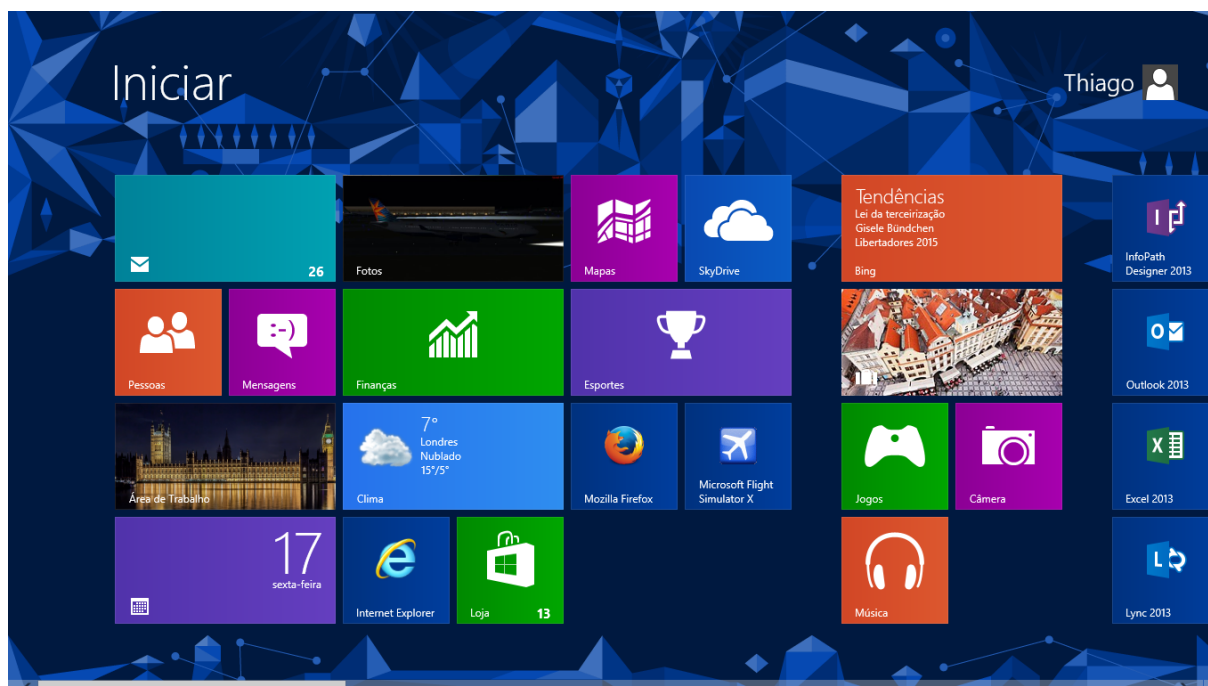 Iniciar
Thiago
26
Fotos
Mapas
SkyDrive
Tendências
Lei da terceirização
Gisele Bündchen
Libertadores 2015
Bing
InfoPath
Designer 2013
Pessoas
:-)
Mensagens
Finanças
Esportes
Outlook 2013
Área de Trabalho
7°
Londres
Nublado
15°/5°
Clima
Mozilla Firefox
Microsoft Flight
Simulator X
Jogos
Câmera
Excel 2013
17
sexta-feira
Internet Explorer
Loja
13
Música
Lync 2013